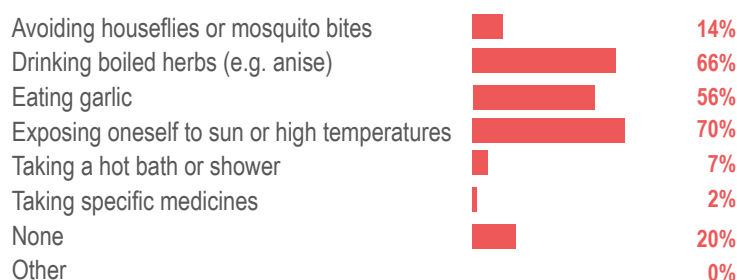 Avoiding houseflies or mosquito bites 14%
Drinking boiled herbs (e.g. anise) 66%
Eating garlic 56%
Exposing oneself to sun or high temperatures 70%
Taking a hot bath or shower 7%
Taking specific medicines 2%
None 20%
Other 0%